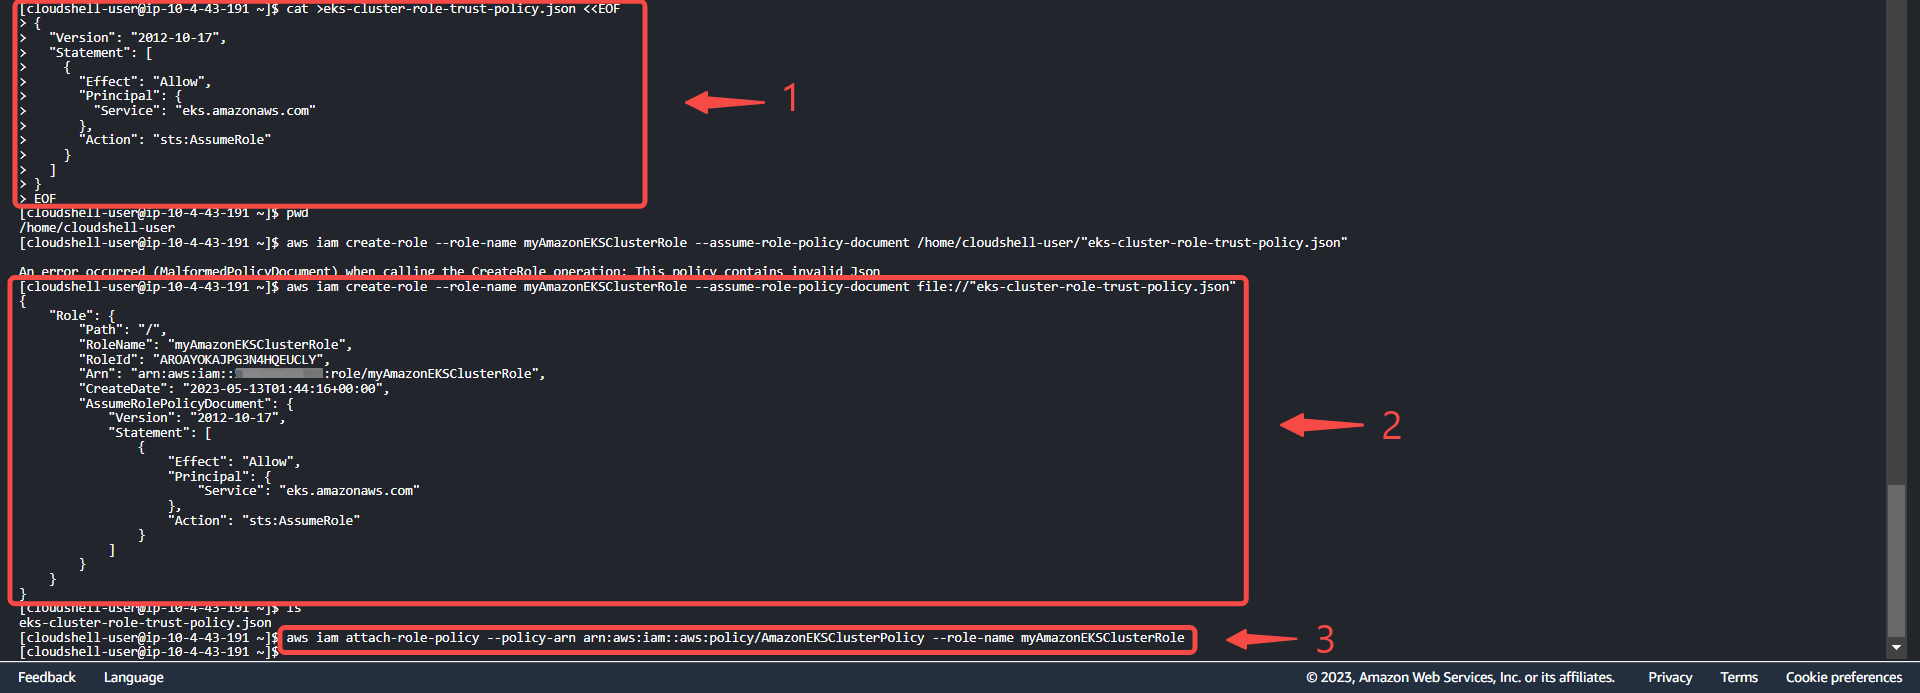 [cloudshell-user@ip-10-4-43-191 ~]$ cat >eks-cluster-role-trust-policy.json <<EOF
> {
>   "Version": "2012-10-17",
>   "Statement": [
>     {
>       "Effect": "Allow",
>       "Principal": {
>         "Service": "eks.amazonaws.com"
>       },
>       "Action": "sts:AssumeRole"
>     }
>   ]
> }
> EOF
1
[cloudshell-user@ip-10-4-43-191 ~]$ pwd
/home/cloudshell-user
[cloudshell-user@ip-10-4-43-191 ~]$ aws iam create-role --role-name myAmazonEKSClusterRole --assume-role-policy-document /home/cloudshell-user/"eks-cluster-role-trust-policy.json"
An error occurred (MalformedPolicyDocument) when calling the CreateRole operation: This policy contains invalid Json
[cloudshell-user@ip-10-4-43-191 ~]$ aws iam create-role --role-name myAmazonEKSClusterRole --assume-role-policy-document file://"eks-cluster-role-trust-policy.json"
{
    "Role": {
        "Path": "/",
        "RoleName": "myAmazonEKSClusterRole",
        "RoleId": "AROAYOKAJPG3N4HQEUCLY",
        "Arn": "arn:aws:iam:: :role/myAmazonEKSClusterRole",
        "CreateDate": "2023-05-13T01:44:16+00:00",
        "AssumeRolePolicyDocument": {
            "Version": "2012-10-17",
            "Statement": [
                {
                    "Effect": "Allow",
                    "Principal": {
                        "Service": "eks.amazonaws.com"
                    },
                    "Action": "sts:AssumeRole"
                }
            ]
        }
    }
}
2
[cloudshell-user@ip-10-4-43-191 ~]$ ls
eks-cluster-role-trust-policy.json
[cloudshell-user@ip-10-4-43-191 ~]$ aws iam attach-role-policy --policy-arn arn:aws:iam::aws:policy/AmazonEKSClusterPolicy --role-name myAmazonEKSClusterRole
3
[cloudshell-user@ip-10-4-43-191 ~]$
Feedback Language © 2023, Amazon Web Services, Inc. or its affiliates. Privacy Terms Cookie preferences